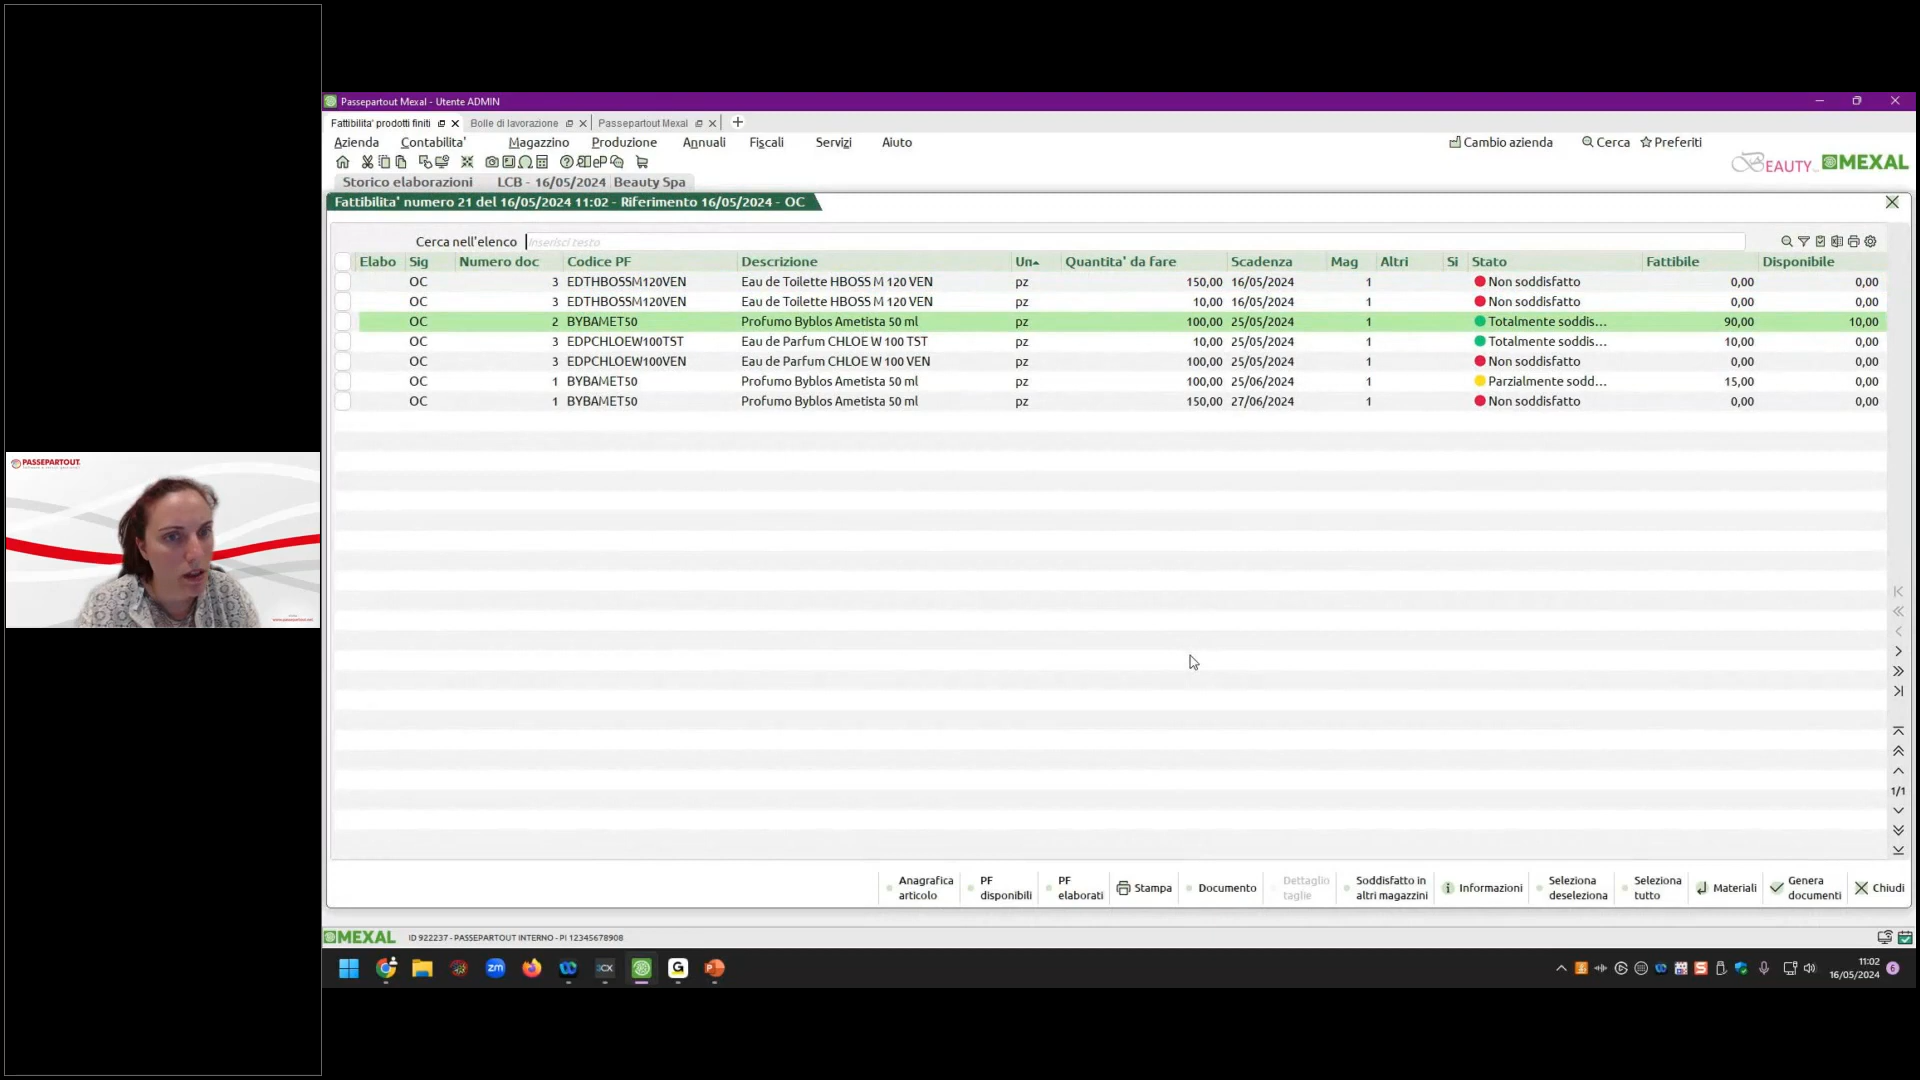 Passepartout Mexal - Utente ADMIN
Fattibilita' prodotti finiti Bolle di lavorazione Passepartout Mexal
Azienda Contabilita' Magazzino Produzione Annuali Fiscali Servizi Aiuto Cambio azienda Cerca Preferiti
BEAUTY MEXAL
Storico elaborazioni LCB - 16/05/2024 Beauty Spa
Fattibilita' numero 21 del 16/05/2024 11:02 - Riferimento 16/05/2024 - OC
Cerca nell'elenco Inserisci testo
Elabo Sig Numero doc Codice PF Descrizione Un Quantita' da fare Scadenza Mag Altri Si Stato Fattibile Disponibile
OC 3 EDTHBOSSM120VEN Eau de Toilette HBOSS M 120 VEN pz 150,00 16/05/2024 1 Non soddisfatto 0,00 0,00
OC 3 EDTHBOSSM120VEN Eau de Toilette HBOSS M 120 VEN pz 10,00 16/05/2024 1 Non soddisfatto 0,00 0,00
OC 2 BYBAMET50 Profumo Byblos Ametista 50 ml pz 100,00 25/05/2024 1 Totalmente soddis... 90,00 10,00
OC 3 EDPCHLOEW100TST Eau de Parfum CHLOE W 100 TST pz 10,00 25/05/2024 1 Totalmente soddis... 10,00 0,00
OC 3 EDPCHLOEW100VEN Eau de Parfum CHLOE W 100 VEN pz 100,00 25/05/2024 1 Non soddisfatto 0,00 0,00
OC 1 BYBAMET50 Profumo Byblos Ametista 50 ml pz 100,00 25/06/2024 1 Parzialmente sodd... 15,00 0,00
OC 1 BYBAMET50 Profumo Byblos Ametista 50 ml pz 150,00 27/06/2024 1 Non soddisfatto 0,00 0,00
PASSEPARTOUT
1/1
Anagrafica articolo PF disponibili PF elaborati Stampa Documento Dettaglio taglie Soddisfatto in altri magazzini Informazioni Seleziona deseleziona Seleziona tutto Materiali Genera documenti Chiudi
MEXAL ID 922237 - PASSEPARTOUT INTERNO - PI 12345678908
zm G P 11:02
16/05/2024 6